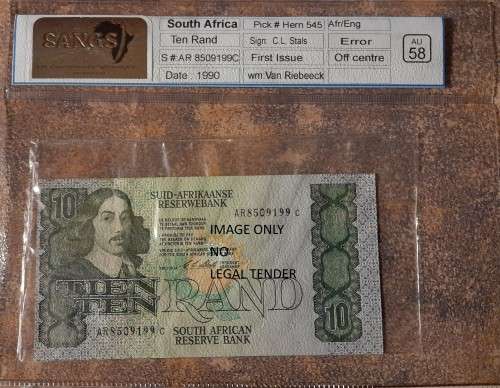 SANGS
South Africa
Pick # Hern 545
Afr/Eng
Ten Rand
Sign C.L. Stals
Error
S #:AR 8509199C
First Issue
Off centre
Date 1990
wm Van Riebeeck
AU
58
10
SUID-AFRIKAANSE
RESERWEBANK
AR8509199 C
IMAGE ONLY
NO
LEGAL TENDER
TIEN RAND
TEN
AR8509199 C
SOUTH AFRICAN
RESERVE BANK
10